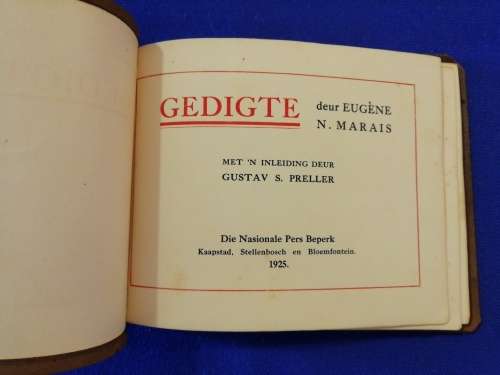 GEDIGTE deur EUGÈNE
N. MARAIS
MET 'N INLEIDING DEUR
GUSTAV S. PRELLER
Die Nasionale Pers Beperk
Kaapstad, Stellenbosch en Bloemfontein.
1925.